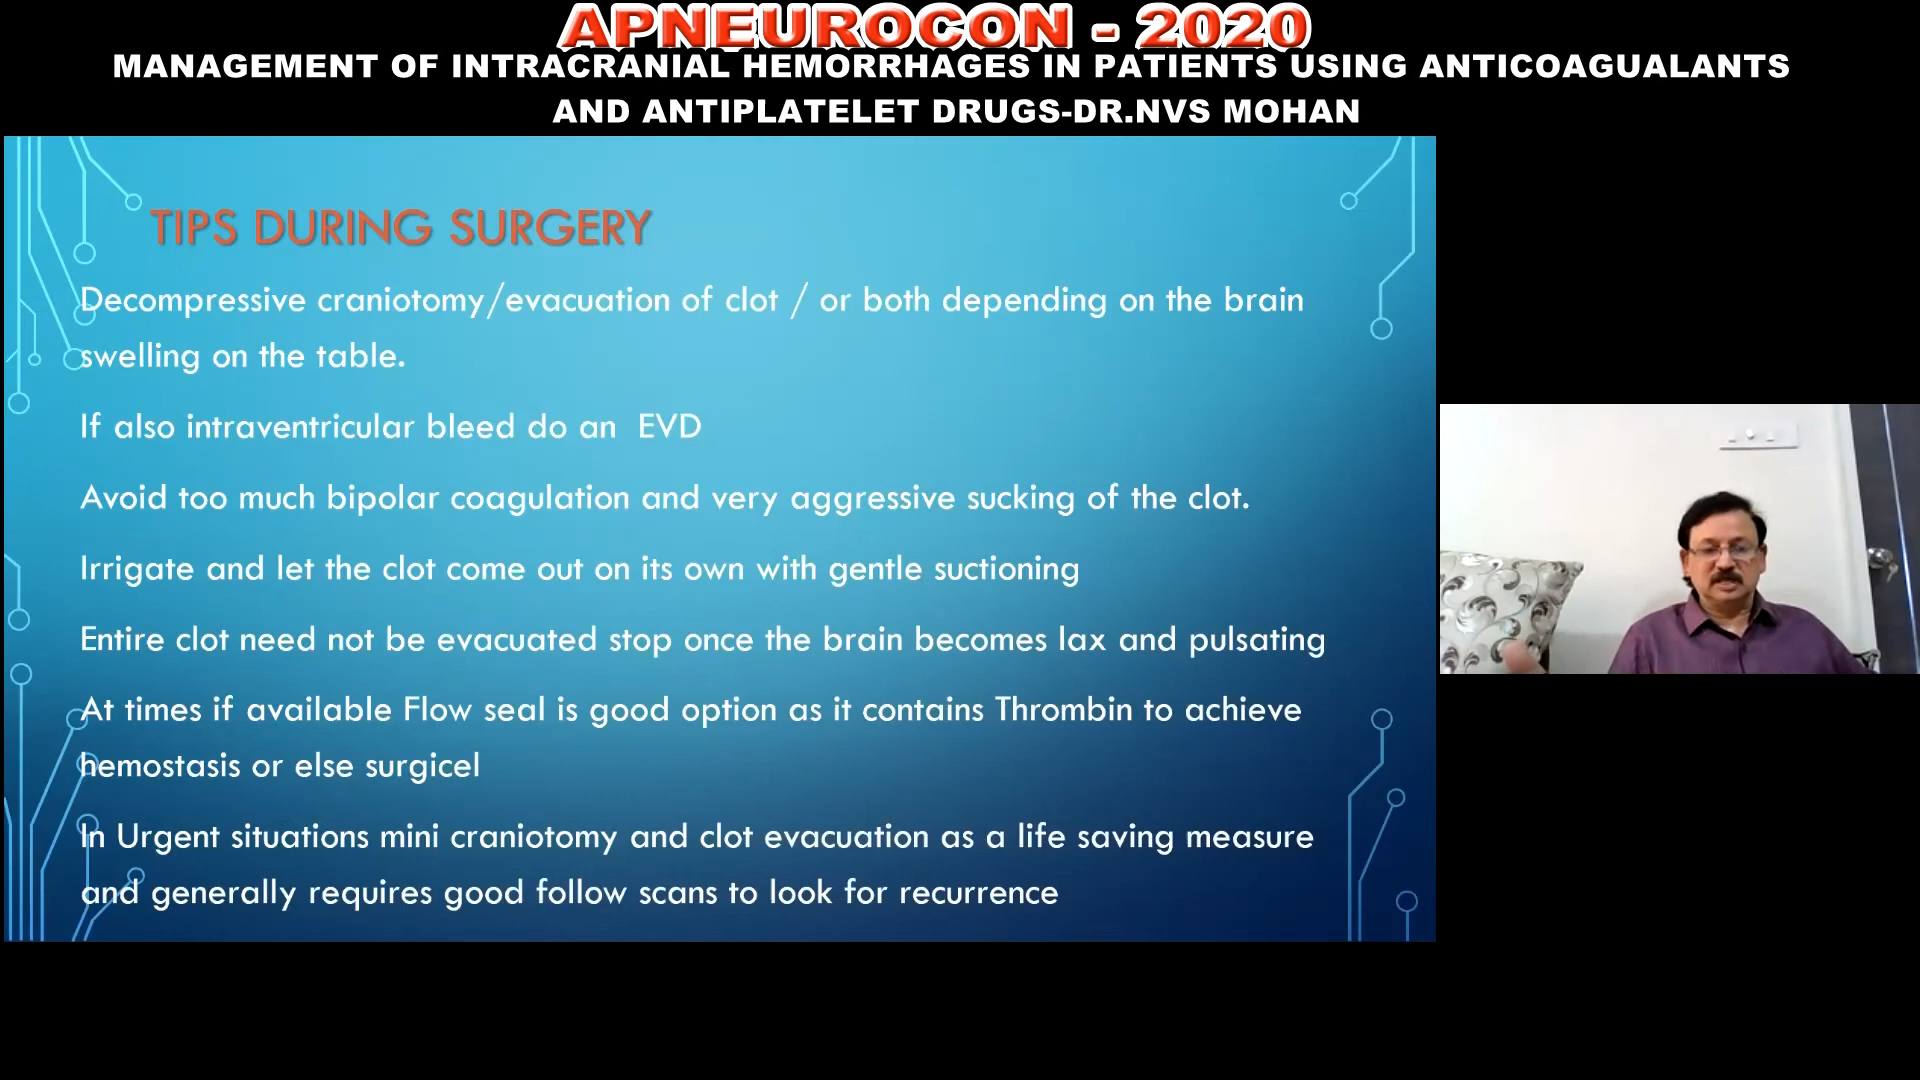 APNEUROCON - 2020
MANAGEMENT OF INTRACRANIAL HEMORRHAGES IN PATIENTS USING ANTICOAGUALANTS
AND ANTIPLATELET DRUGS-DR.NVS MOHAN
TIPS DURING SURGERY
Decompressive craniotomy/evacuation of clot / or both depending on the brain
swelling on the table.
If also intraventricular bleed do an EVD
Avoid too much bipolar coagulation and very aggressive sucking of the clot.
Irrigate and let the clot come out on its own with gentle suctioning
Entire clot need not be evacuated stop once the brain becomes lax and pulsating
At times if available Flow seal is good option as it contains Thrombin to achieve
hemostasis or else surgicel
In Urgent situations mini craniotomy and clot evacuation as a life saving measure
and generally requires good follow scans to look for recurrence